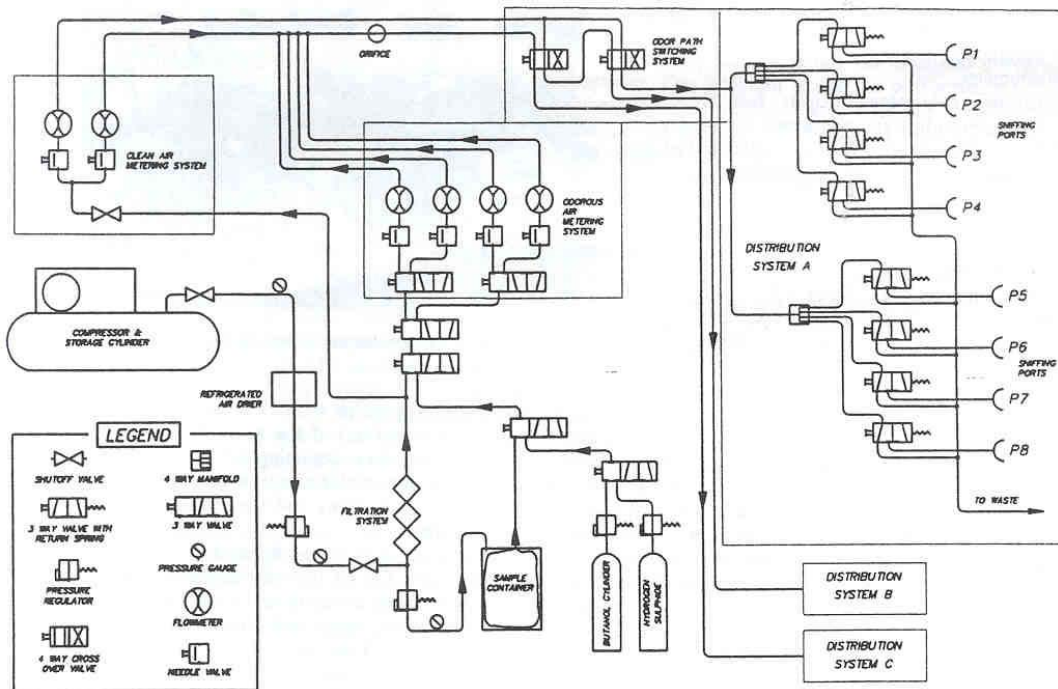 ORIFICE
ODOR PATH
SWITCHING
SYSTEM
P1
P2
SNIFFING
PORTS
P3
P4
CLEAN AIR
METERING SYSTEM
ODOROUS
AIR
METERING
SYSTEM
DISTRIBUTION
SYSTEM A
COMPRESSOR &
STORAGE CYLINDER
P5
P6
SNIFFING
PORTS
P7
P8
REFRIGERATED
AIR DRIER
FILTRATION
SYSTEM
TO WASTE
SAMPLE
CONTAINER
BUTANOL CYLINDER
HYDROGEN
SULPHIDE
DISTRIBUTION
SYSTEM B
DISTRIBUTION
SYSTEM C
LEGEND
SHUTOFF VALVE
4 WAY MANIFOLD
3 WAY VALVE WITH
RETURN SPRING
3 WAY VALVE
PRESSURE GAUGE
PRESSURE
REGULATOR
FLOWMETER
4 WAY CROSS
OVER VALVE
NEEDLE VALVE